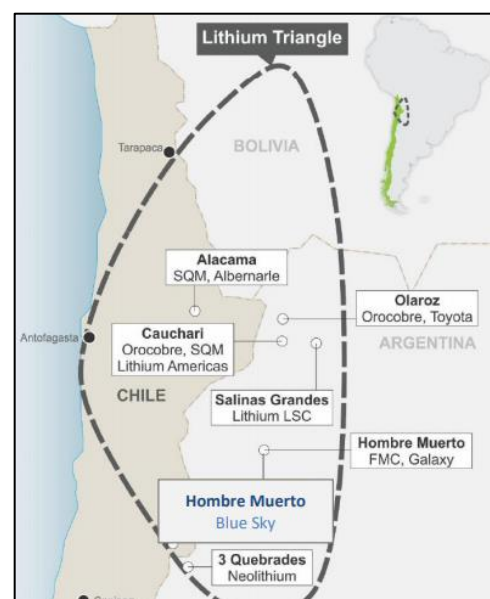 Lithium Triangle
Tarapaca
BOLIVIA
Alacama
SQM, Albernarle
Olaroz
Orocobre, Toyota
Antofagasta
Cauchari
Orocobre, SQM
Lithium Americas
ARGENTINA
CHILE
Salinas Grandes
Lithium LSC
Hombre Muerto
FMC, Galaxy
Hombre Muerto
Blue Sky
3 Quebrades
Neolithium